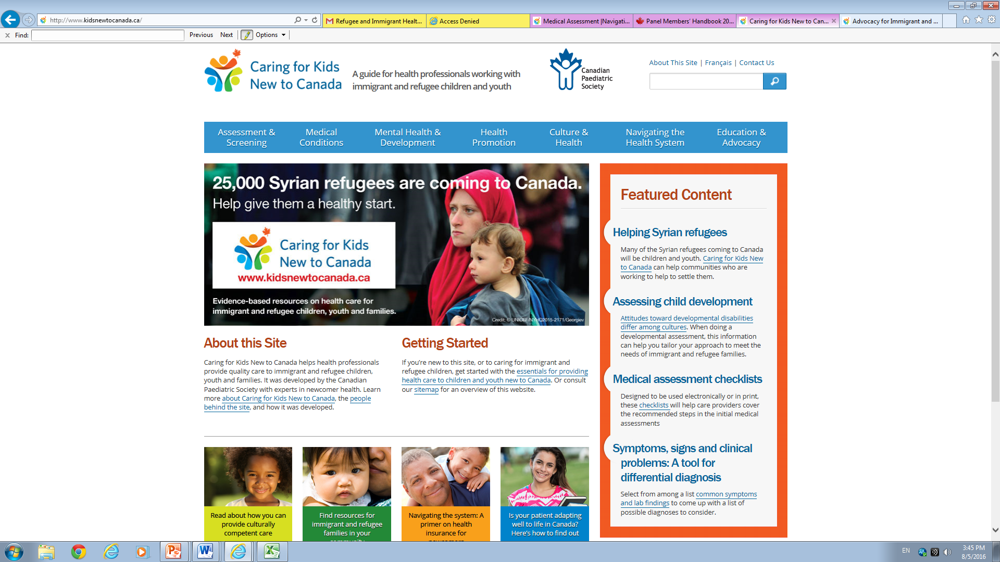 http://www.kidsnewtocanada.ca/
Refugee and Immigrant Healt...
Access Denied
Medical Assessment |Navigati...
Panel Members' Handbook 20...
Caring for Kids New to Can...
Advocacy for Immigrant and ...
x Find:
Previous
Next
Options
Caring for Kids
New to Canada
A guide for health professionals working with
immigrant and refugee children and youth
Canadian
Paediatric
Society
About This Site | Français | Contact Us
Assessment &
Screening
Medical
Conditions
Mental Health &
Development
Health
Promotion
Culture &
Health
Navigating the
Health System
Education &
Advocacy
25,000 Syrian refugees are coming to Canada.
Help give them a healthy start.
Caring for Kids
New to Canada
www.kidsnewtocanada.ca
Evidence-based resources on health care for
immigrant and refugee children, youth and families.
Credit: © UNICEF/NYHQ2015-2171/Georgiev
About this Site
Caring for Kids New to Canada helps health professionals
provide quality care to immigrant and refugee children,
youth and families. It was developed by the Canadian
Paediatric Society with experts in newcomer health. Learn
more about Caring for Kids New to Canada, the people
behind the site, and how it was developed.
Getting Started
If you're new to this site, or to caring for immigrant and
refugee children, get started with the essentials for providing
health care to children and youth new to Canada. Or consult
our sitemap for an overview of this website.
Read about how you can
provide culturally
competent care
Find resources for
immigrant and refugee
families in your
community
Navigating the system: A
primer on health
insurance for
newcomers
Is your patient adapting
well to life in Canada?
Here's how to find out
Featured Content
Helping Syrian refugees
Many of the Syrian refugees coming to Canada
will be children and youth. Caring for Kids New
to Canada can help communities who are
working to help to settle them.
Assessing child development
Attitudes toward developmental disabilities
differ among cultures. When doing a
developmental assessment, this information
can help you tailor your approach to meet the
needs of immigrant and refugee families.
Medical assessment checklists
Designed to be used electronically or in print,
these checklists will help care providers cover
the recommended steps in the initial medical
assessments
Symptoms, signs and clinical
problems: A tool for
differential diagnosis
Select from among a list common symptoms
and lab findings to come up with a list of
possible diagnoses to consider.
EN
3:45 PM
8/5/2016